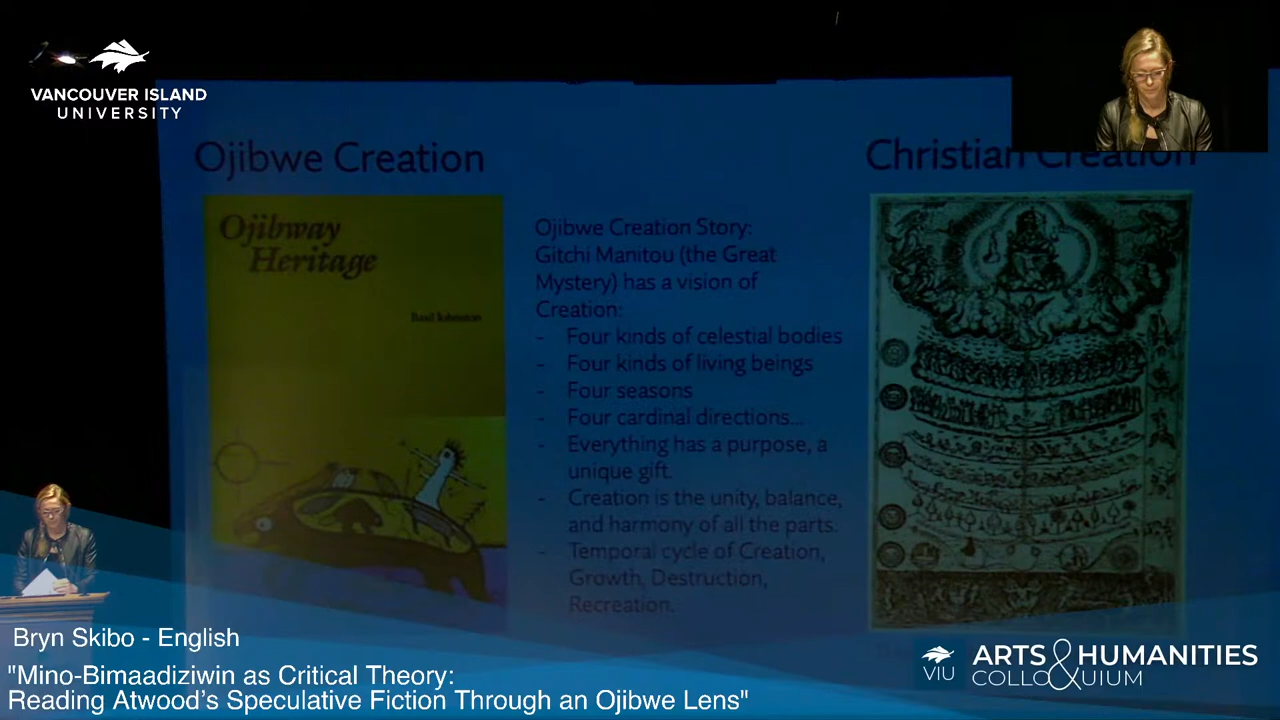 VANCOUVER ISLAND
UNIVERSITY
Ojibwe Creation
Christian Creation
Ojibway
Heritage
Basil Johnston
Ojibwe Creation Story:
Gitchi Manitou (the Great
Mystery) has a vision of
Creation:
- Four kinds of celestial bodies
- Four kinds of living beings
- Four seasons
- Four cardinal directions...
- Everything has a purpose, a
unique gift.
- Creation is the unity, balance,
and harmony of all the parts.
- Temporal cycle of Creation,
Growth, Destruction,
Recreation.
Bryn Skibo - English
"Mino-Bimaadiziwin as Critical Theory:
Reading Atwood’s Speculative Fiction Through an Ojibwe Lens"
VIU
ARTS & HUMANITIES
COLLOQUIUM